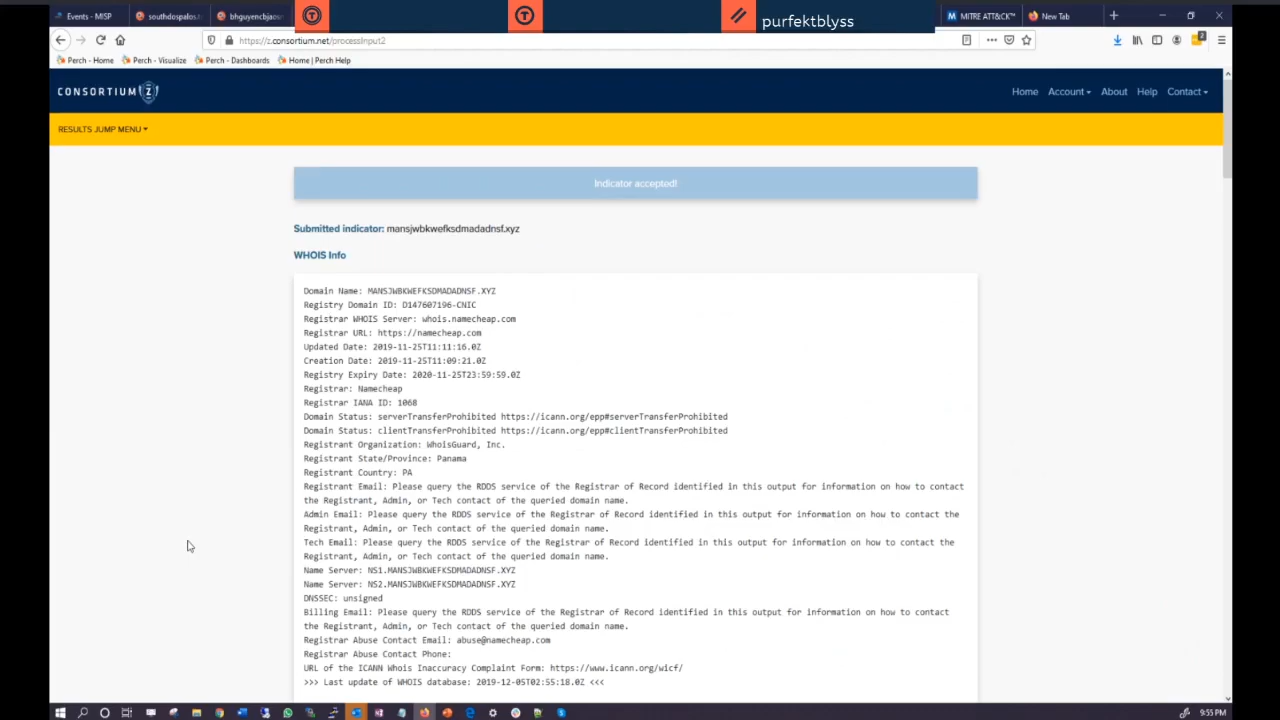 Events - MISP
southdospalos.t
bhguyencbjaos
purfektblyss
MITRE ATT&CK™
New Tab
https://z.consortium.net/processInput2
Perch - Home
Perch - Visualize
Perch - Dashboards
Home | Perch Help
2
CONSORTIUM Z
Home
Account
About
Help
Contact
RESULTS JUMP MENU
Indicator accepted!
Submitted indicator: mansjwbkwefksdmadadnsf.xyz
WHOIS Info
Domain Name: MANSJWBKWEFKSDMADADNSF.XYZ
Registry Domain ID: D147607196-CNIC
Registrar WHOIS Server: whois.namecheap.com
Registrar URL: https://namecheap.com
Updated Date: 2019-11-25T11:11:16.0Z
Creation Date: 2019-11-25T11:09:21.0Z
Registry Expiry Date: 2020-11-25T23:59:59.0Z
Registrar: Namecheap
Registrar IANA ID: 1068
Domain Status: serverTransferProhibited https://icann.org/epp#serverTransferProhibited
Domain Status: clientTransferProhibited https://icann.org/epp#clientTransferProhibited
Registrant Organization: WhoisGuard, Inc.
Registrant State/Province: Panama
Registrant Country: PA
Registrant Email: Please query the RDDS service of the Registrar of Record identified in this output for information on how to contact
the Registrant, Admin, or Tech contact of the queried domain name.
Admin Email: Please query the RDDS service of the Registrar of Record identified in this output for information on how to contact the
Registrant, Admin, or Tech contact of the queried domain name.
Tech Email: Please query the RDDS service of the Registrar of Record identified in this output for information on how to contact the
Registrant, Admin, or Tech contact of the queried domain name.
Name Server: NS1.MANSJWBKWEFKSDMADADNSF.XYZ
Name Server: NS2.MANSJWBKWEFKSDMADADNSF.XYZ
DNSSEC: unsigned
Billing Email: Please query the RDDS service of the Registrar of Record identified in this output for information on how to contact
the Registrant, Admin, or Tech contact of the queried domain name.
Registrar Abuse Contact Email: abuse@namecheap.com
Registrar Abuse Contact Phone:
URL of the ICANN Whois Inaccuracy Complaint Form: https://www.icann.org/wicf/
>>> Last update of WHOIS database: 2019-12-05T02:55:18.0Z <<<
9:55 PM